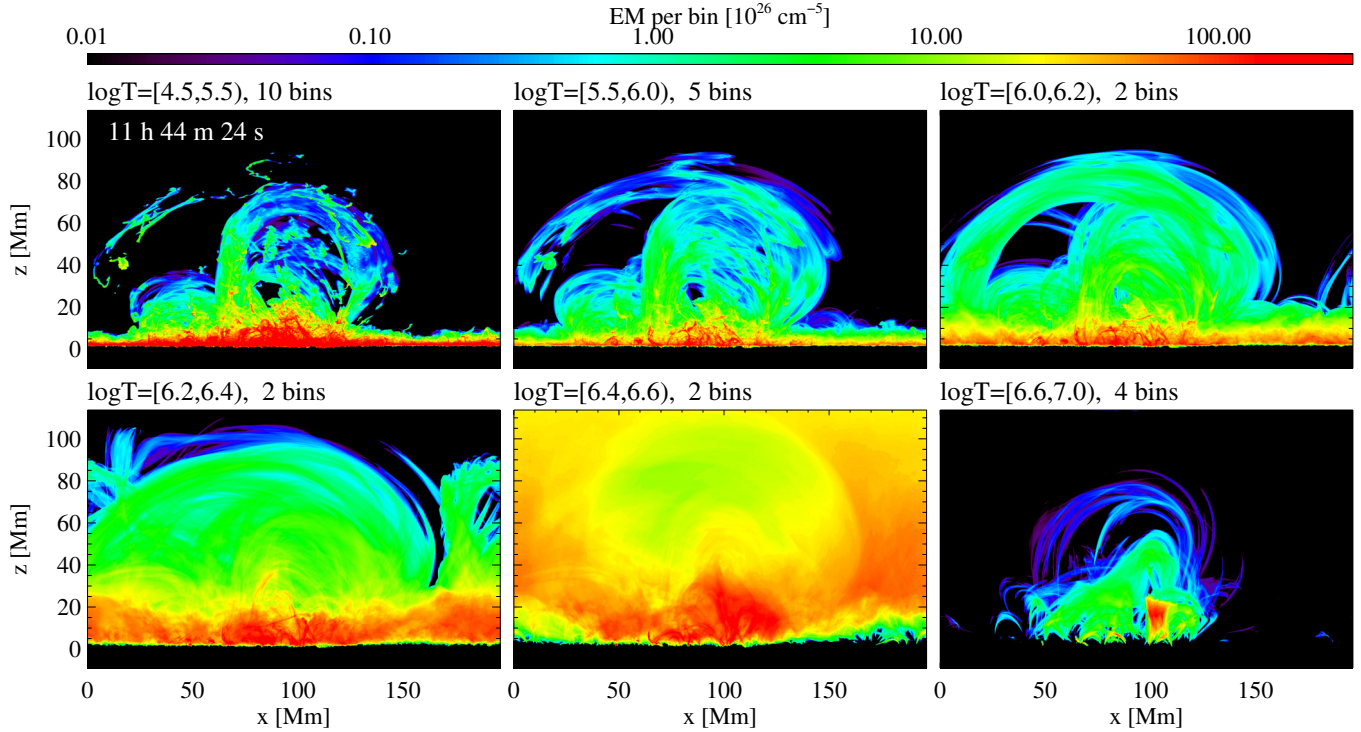 EM per bin [10²⁶ cm⁻⁵]
0.01 0.10 1.00 10.00 100.00
logT=[4.5,5.5), 10 bins
logT=[5.5,6.0), 5 bins
logT=[6.0,6.2), 2 bins
11 h 44 m 24 s
100
80
60
40
20
0
z [Mm]
logT=[6.2,6.4), 2 bins
logT=[6.4,6.6), 2 bins
logT=[6.6,7.0), 4 bins
100
80
60
40
20
0
z [Mm]
0 50 100 150
0 50 100 150
0 50 100 150
x [Mm]
x [Mm]
x [Mm]